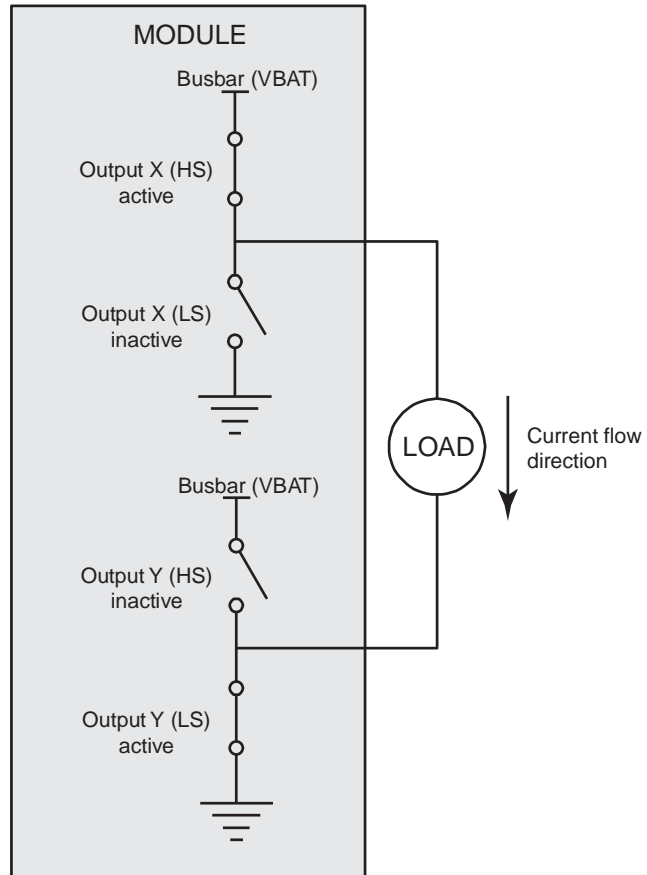 MODULE
Busbar (VBAT)
Output X (HS)
active
Output X (LS)
inactive
LOAD
Current flow
direction
Busbar (VBAT)
Output Y (HS)
inactive
Output Y (LS)
active